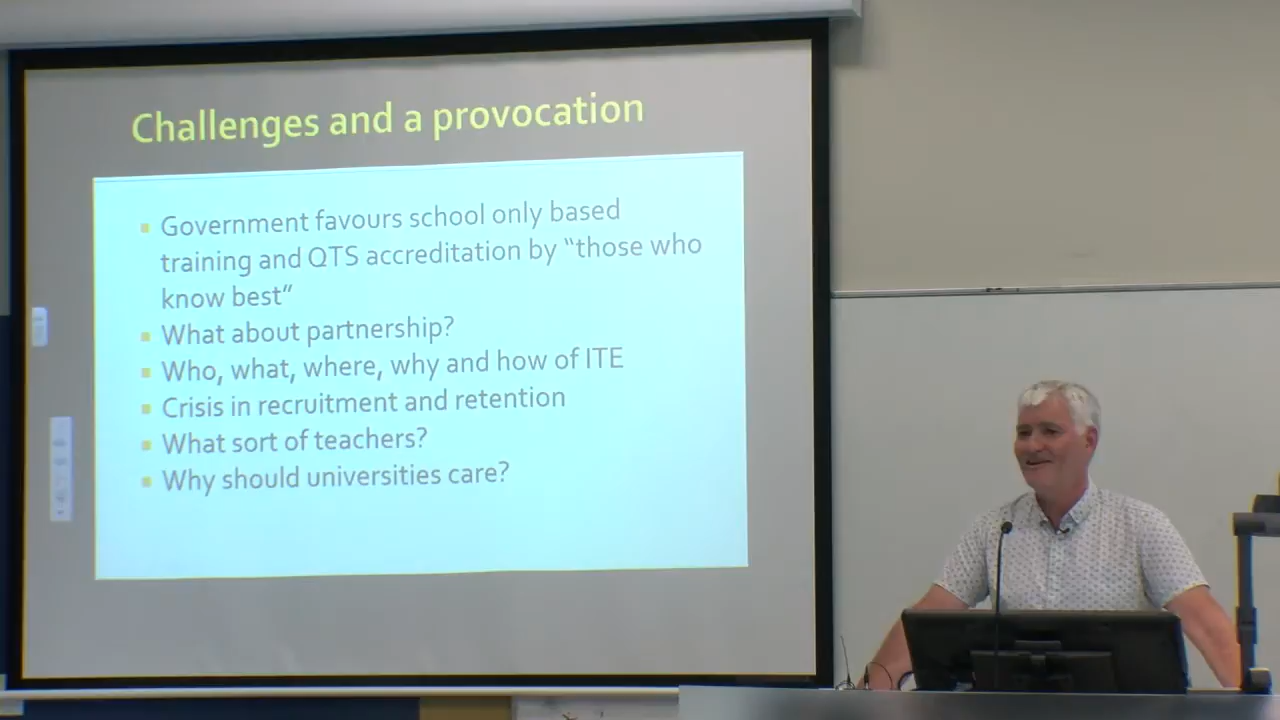 Challenges and a provocation
Government favours school only based
training and QTS accreditation by “those who
know best”
What about partnership?
Who, what, where, why and how of ITE
Crisis in recruitment and retention
What sort of teachers?
Why should universities care?